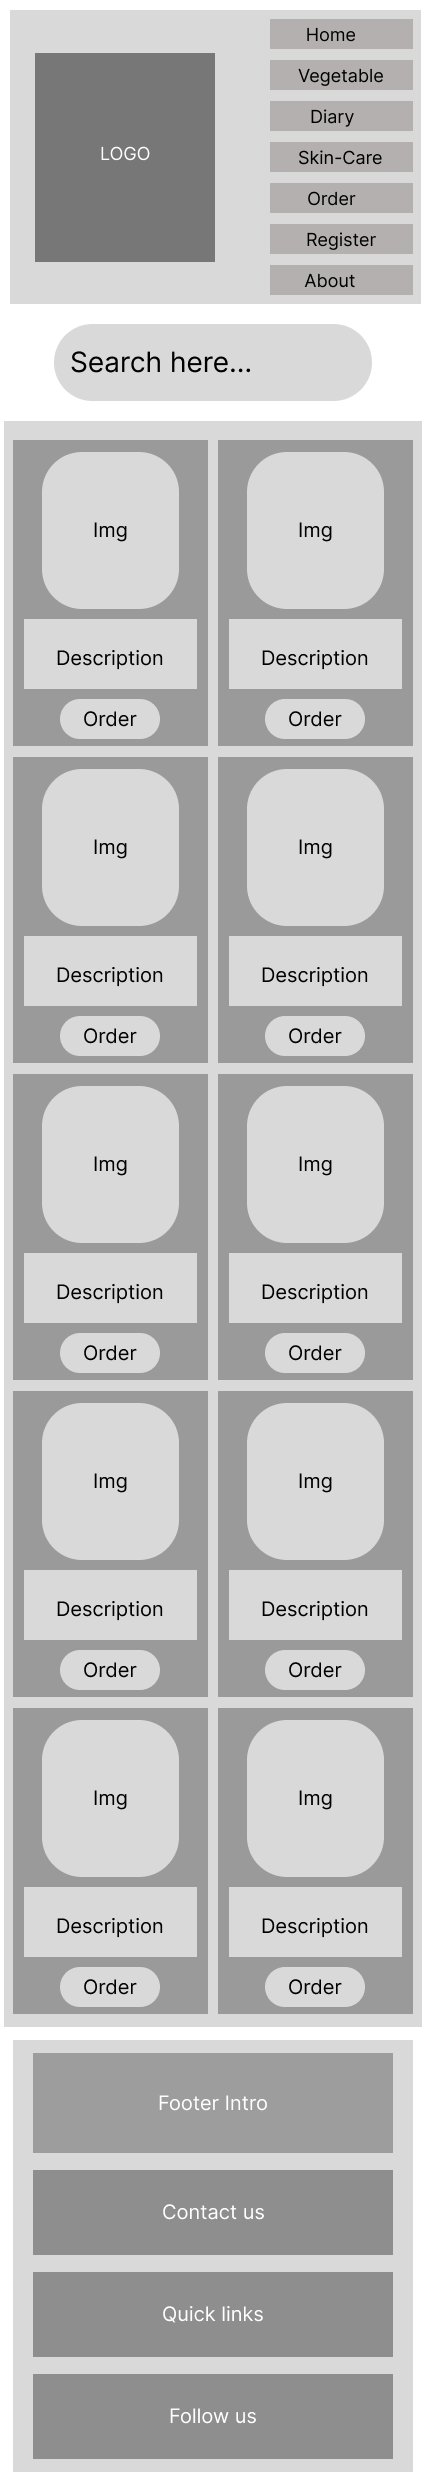 LOGO
Home
Vegetable
Diary
Skin-Care
Order
Register
About
Search here...
Img
Img
Description
Description
Order
Order
Img
Img
Description
Description
Order
Order
Img
Img
Description
Description
Order
Order
Img
Img
Description
Description
Order
Order
Img
Img
Description
Description
Order
Order
Footer Intro
Contact us
Quick links
Follow us